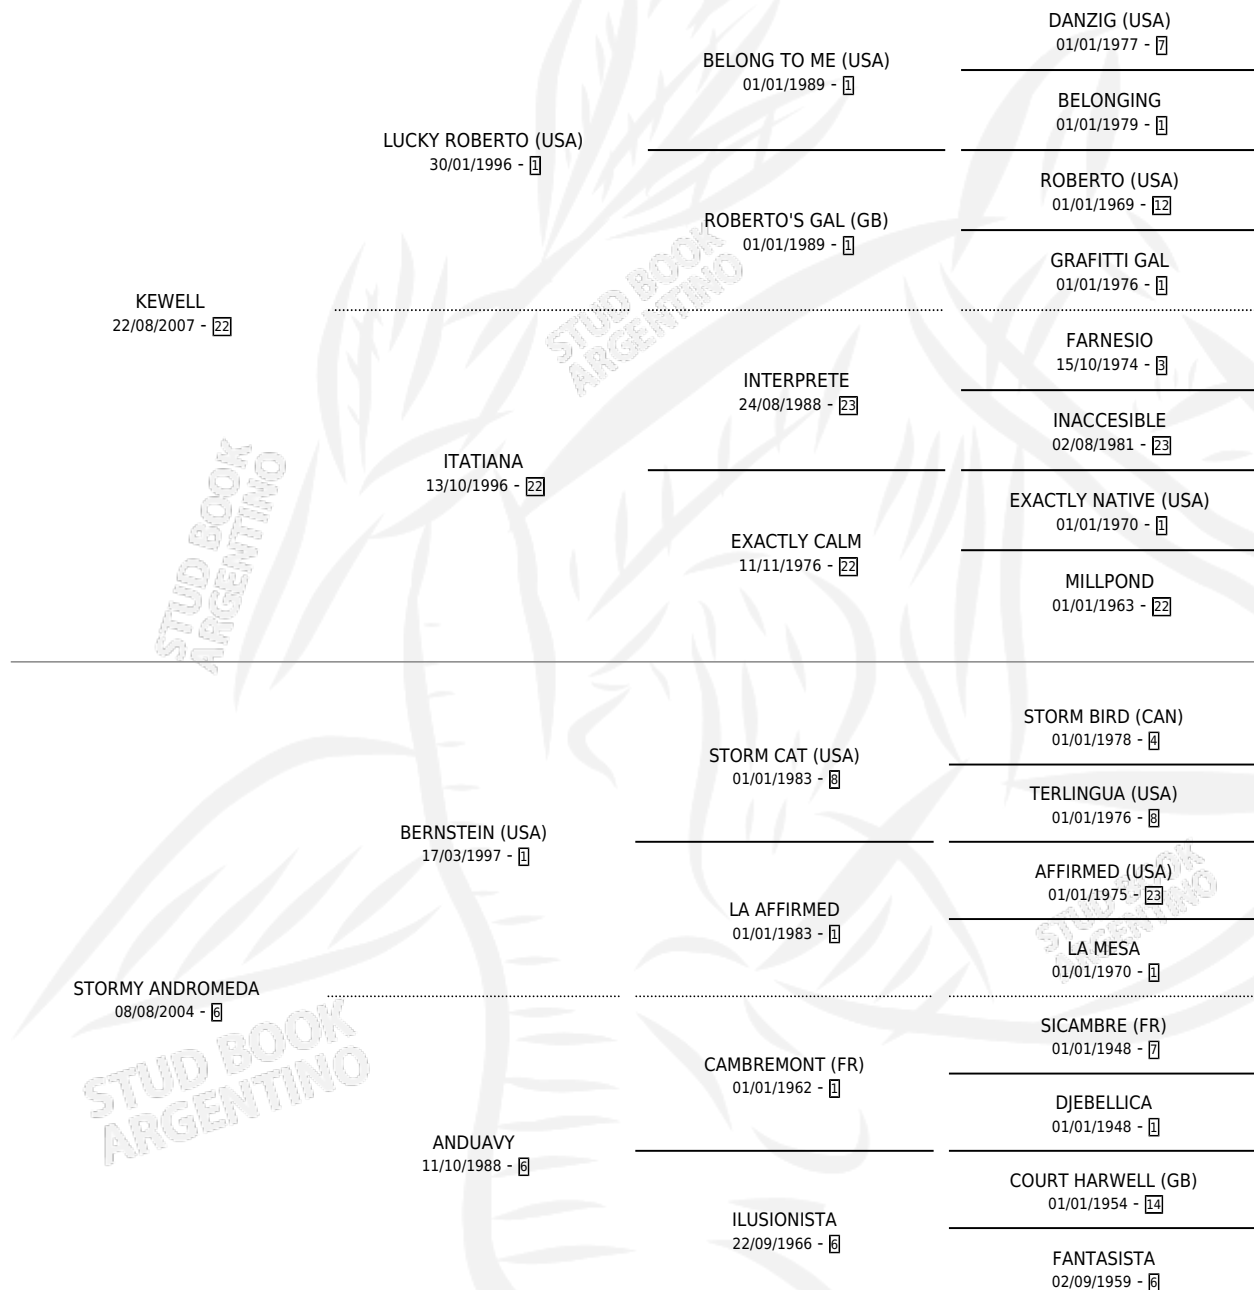 DANZIG (USA)
01/01/1977 - 7
BELONG TO ME (USA)
01/01/1989 - 1
BELONGING
01/01/1979 - 1
LUCKY ROBERTO (USA)
30/01/1996 - 1
ROBERTO (USA)
01/01/1969 - 12
ROBERTO'S GAL (GB)
01/01/1989 - 1
GRAFITTI GAL
01/01/1976 - 1
KEWELL
22/08/2007 - 22
STUD BOOK
ARGENTINO
FARNESIO
15/10/1974 - 3
INTERPRETE
24/08/1988 - 23
INACCESIBLE
02/08/1981 - 23
ITATIANA
13/10/1996 - 22
EXACTLY NATIVE (USA)
01/01/1970 - 1
EXACTLY CALM
11/11/1976 - 22
MILLPOND
01/01/1963 - 22
STUD BOOK
ARGENTINO
STORM BIRD (CAN)
01/01/1978 - 4
STORM CAT (USA)
01/01/1983 - 8
TERLINGUA (USA)
01/01/1976 - 8
BERNSTEIN (USA)
17/03/1997 - 1
AFFIRMED (USA)
01/01/1975 - 23
LA AFFIRMED
01/01/1983 - 1
LA MESA
01/01/1970 - 1
STUD BOOK
ARGENTINO
STORMY ANDROMEDA
08/08/2004 - 6
STUD BOOK
ARGENTINO
SICAMBRE (FR)
01/01/1948 - 7
CAMBREMONT (FR)
01/01/1962 - 1
DJEBELLICA
01/01/1948 - 1
ANDUAVY
11/10/1988 - 6
COURT HARWELL (GB)
01/01/1954 - 14
ILUSIONISTA
22/09/1966 - 6
FANTASISTA
02/09/1959 - 6